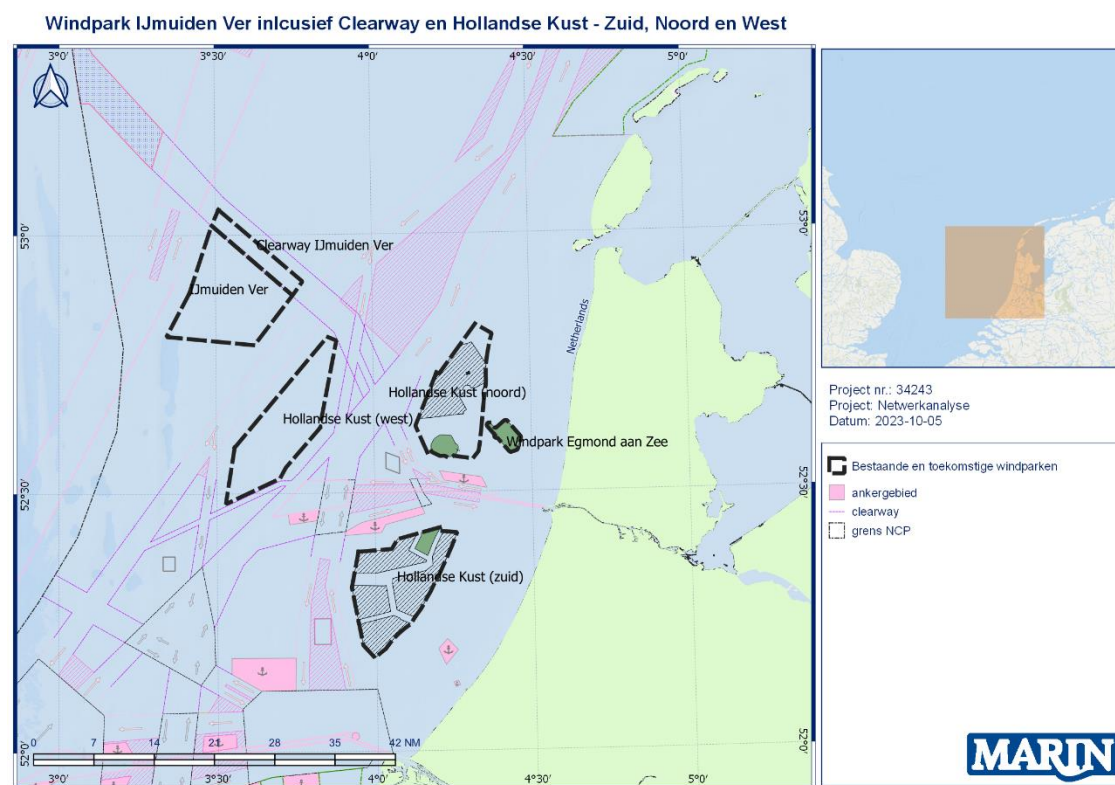 Windpark IJmuiden Ver inlcusief Clearway en Hollandse Kust - Zuid, Noord en West
3°0' 3°30' 4°0' 4°30' 5°0'
53°0' 53°0'
Clearway IJmuiden Ver
IJmuiden Ver
Netherlands
Hollandse Kust (noord)
Hollandse Kust (west)
Windpark Egmond aan Zee
52°30' 52°30'
Hollandse Kust (zuid)
52°0' 52°0'
0 7 14 21 28 35 42 NM
3°0' 3°30' 4°0' 4°30' 5°0'
Project nr.: 34243
Project: Netwerkanalyse
Datum: 2023-10-05
Bestaande en toekomstige windparken
ankergebied
clearway
grens NCP
MARIN